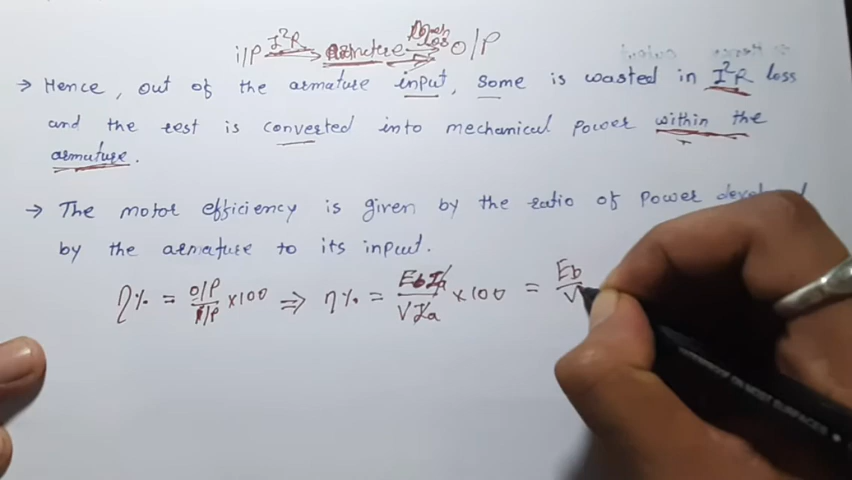 i/P I²R armature O/P
→ Hence, out of the armature input, some is wasted in I²R loss
and the rest is converted into mechanical power within the
armature.
→ The motor efficiency is given by the ratio of power developed
by the armature to its input.
η% = O/P / I/P × 100 ⇒ η% = EbIa / VIa × 100 = Eb / V